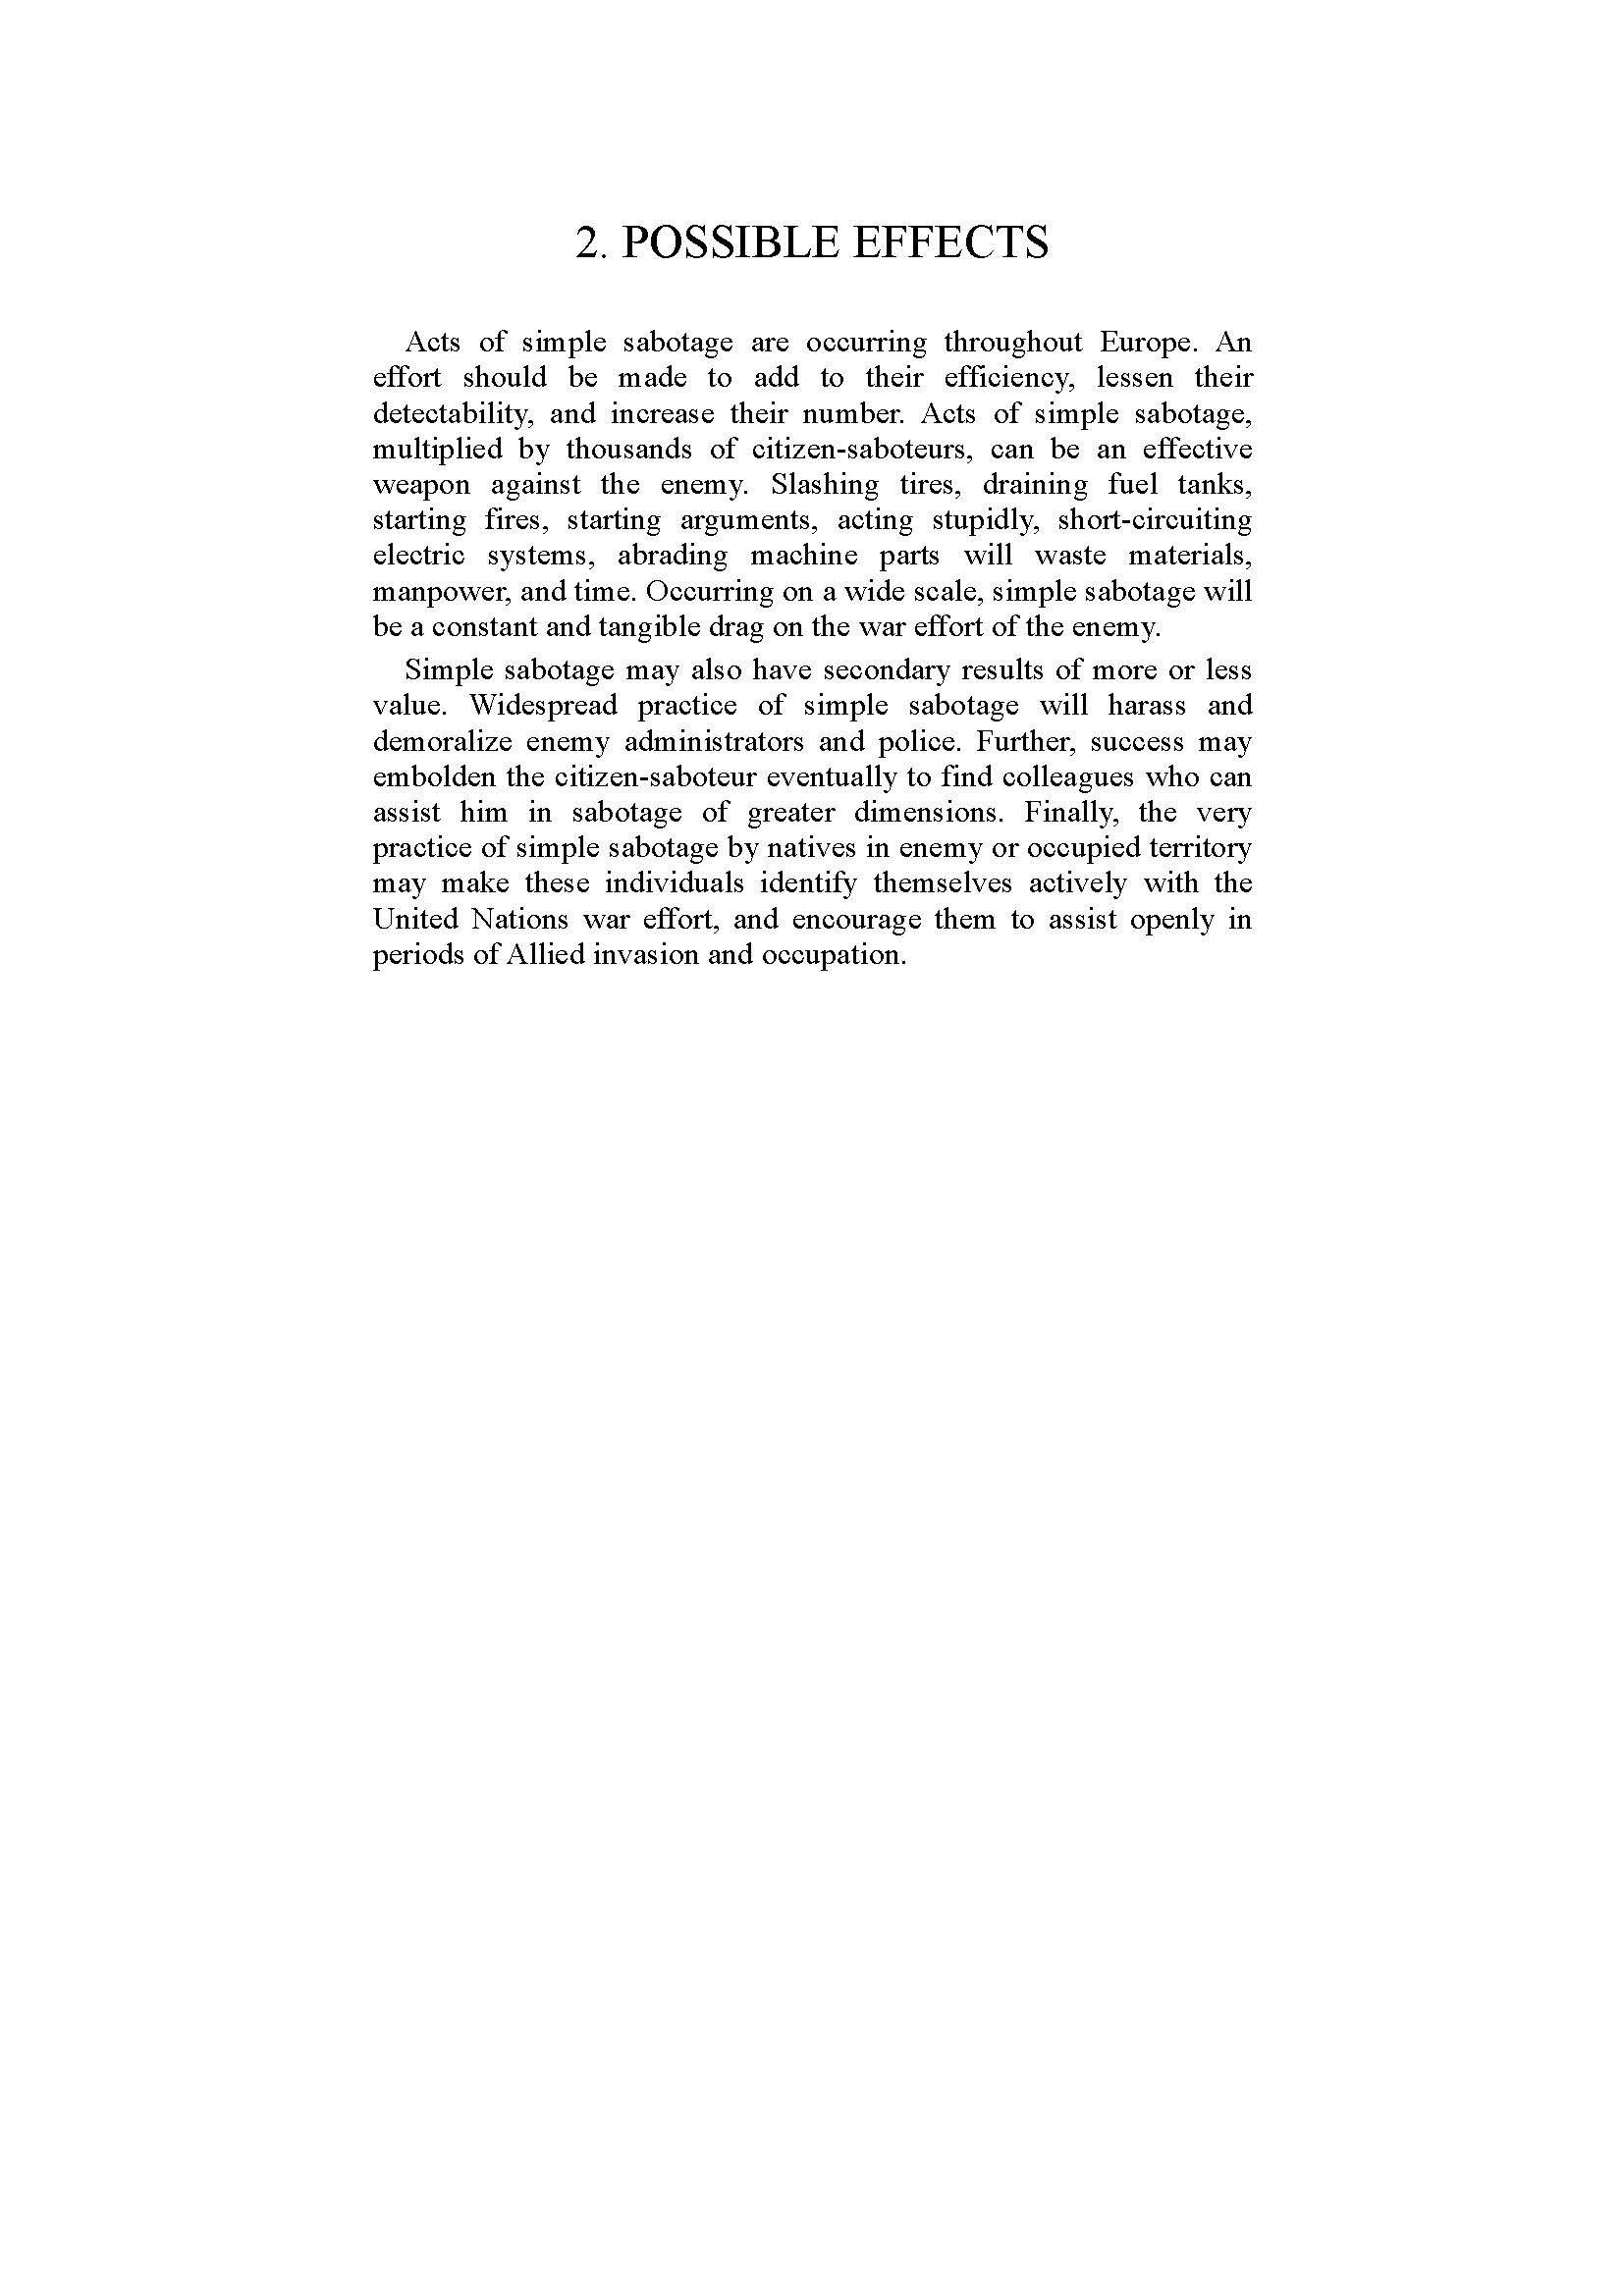 2. POSSIBLE EFFECTS
Acts of simple sabotage are occurring throughout Europe. An
effort should be made to add to their efficiency, lessen their
detectability, and increase their number. Acts of simple sabotage,
multiplied by thousands of citizen-saboteurs, can be an effective
weapon against the enemy. Slashing tires, draining fuel tanks,
starting fires, starting arguments, acting stupidly, short-circuiting
electric systems, abrading machine parts will waste materials,
manpower, and time. Occurring on a wide scale, simple sabotage will
be a constant and tangible drag on the war effort of the enemy.
Simple sabotage may also have secondary results of more or less
value. Widespread practice of simple sabotage will harass and
demoralize enemy administrators and police. Further, success may
embolden the citizen-saboteur eventually to find colleagues who can
assist him in sabotage of greater dimensions. Finally, the very
practice of simple sabotage by natives in enemy or occupied territory
may make these individuals identify themselves actively with the
United Nations war effort, and encourage them to assist openly in
periods of Allied invasion and occupation.